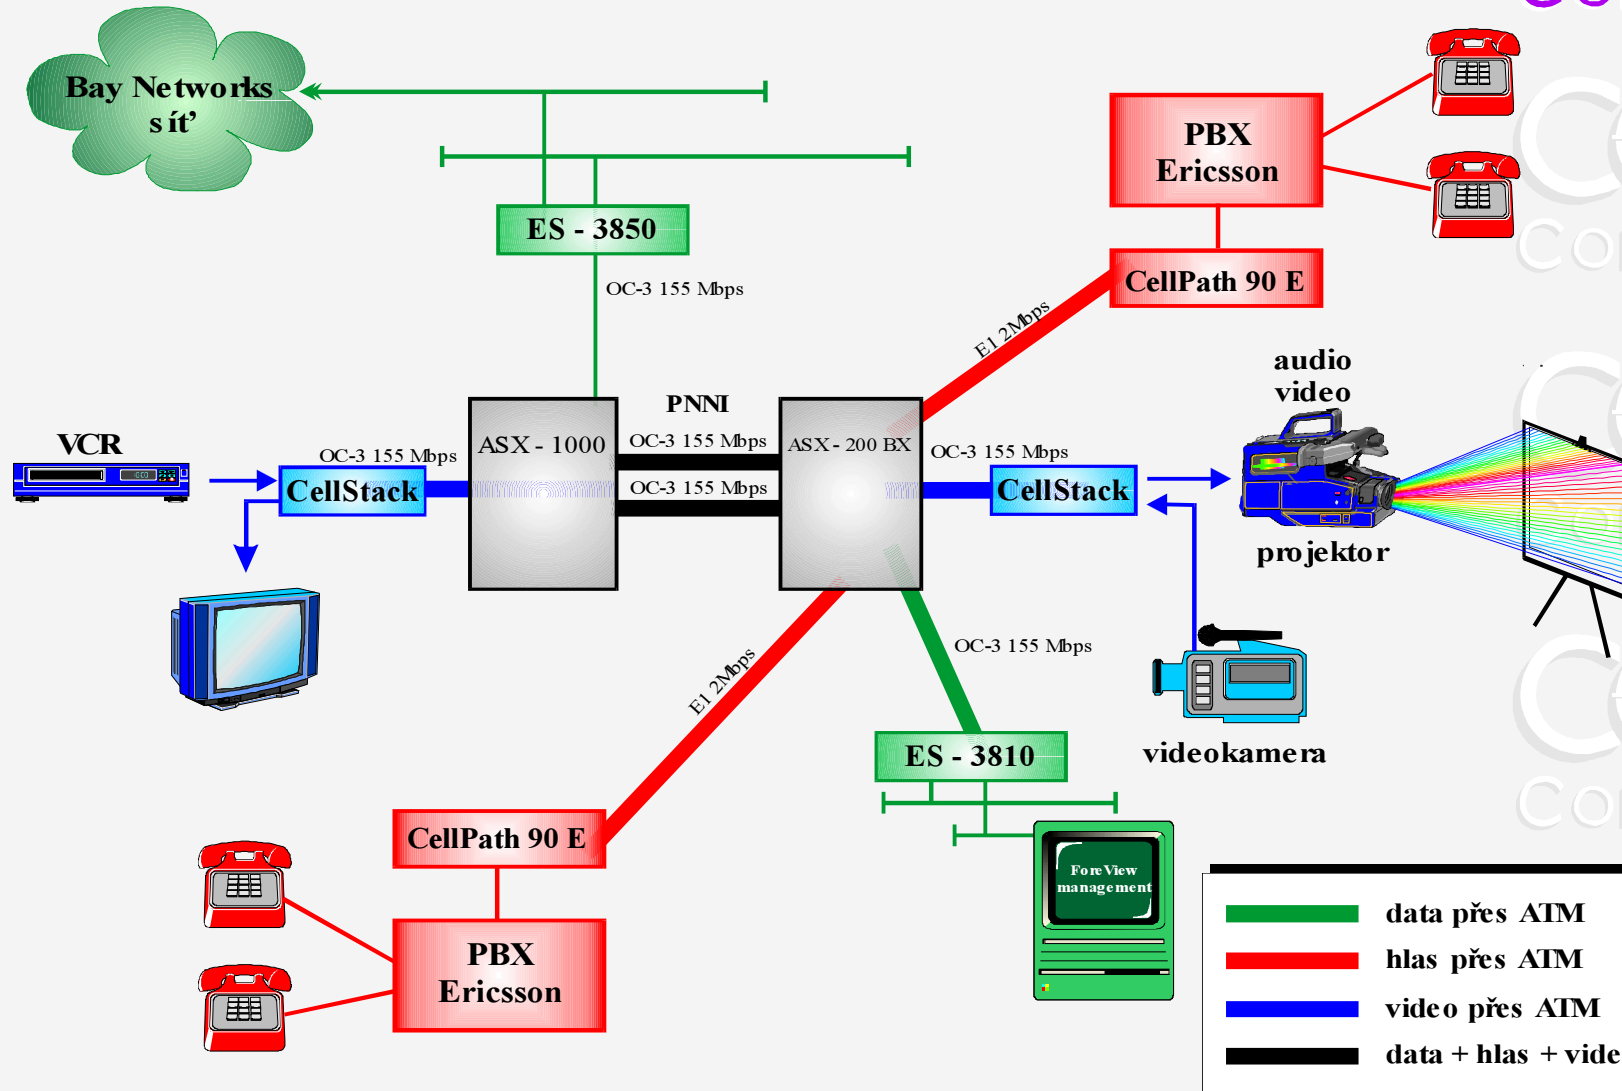 Bay Networks
síť
PBX
Ericsson
ES - 3850
CellPath 90 E
OC-3 155 Mbps
E1 2Mbps
audio
video
PNNI
VCR
ASX - 1000
OC-3 155 Mbps
ASX - 200 BX
OC-3 155 Mbps
OC-3 155 Mbps
CellStack
OC-3 155 Mbps
CellStack
projektor
OC-3 155 Mbps
E1 2Mbps
ES - 3810
videokamera
CellPath 90 E
ForeView
management
PBX
Ericsson
data přes ATM
hlas přes ATM
video přes ATM
data + hlas + vide